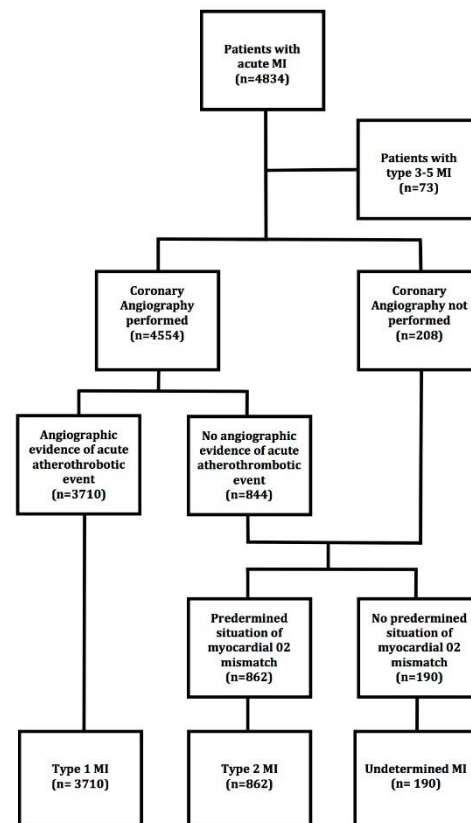 Patients with
acute MI
(n=4834)
Patients with
type 3-5 MI
(n=73)
Coronary
Angiography
performed
(n=4554)
Coronary
Angiography not
performed
(n=208)
Angiographic
evidence of acute
atherothrobotic
event
(n=3710)
No angiographic
evidence of acute
atherothrombotic
event
(n=844)
Predermined
situation of
myocardial 02
mismatch
(n=862)
No predermined
situation of
myocardial 02
mismatch
(n=190)
Type 1 MI
(n= 3710)
Type 2 MI
(n=862)
Undetermined MI
(n= 190)